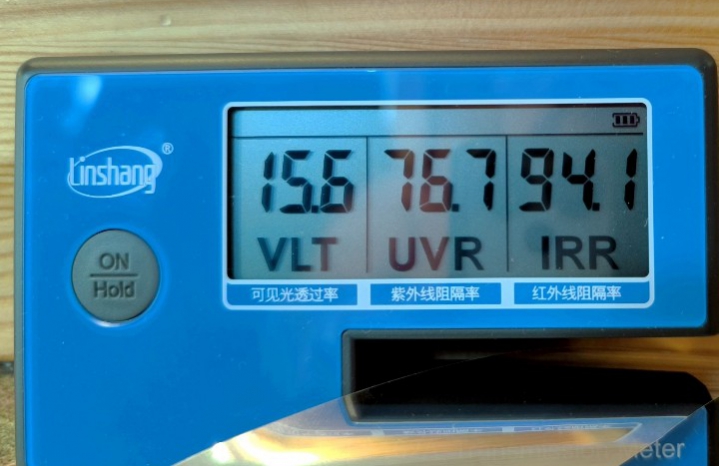 Linshang®
15.6 76.7 94.1
VLT UVR IRR
ON
Hold
可见光透过率 紫外线阻隔率 红外线阻隔率